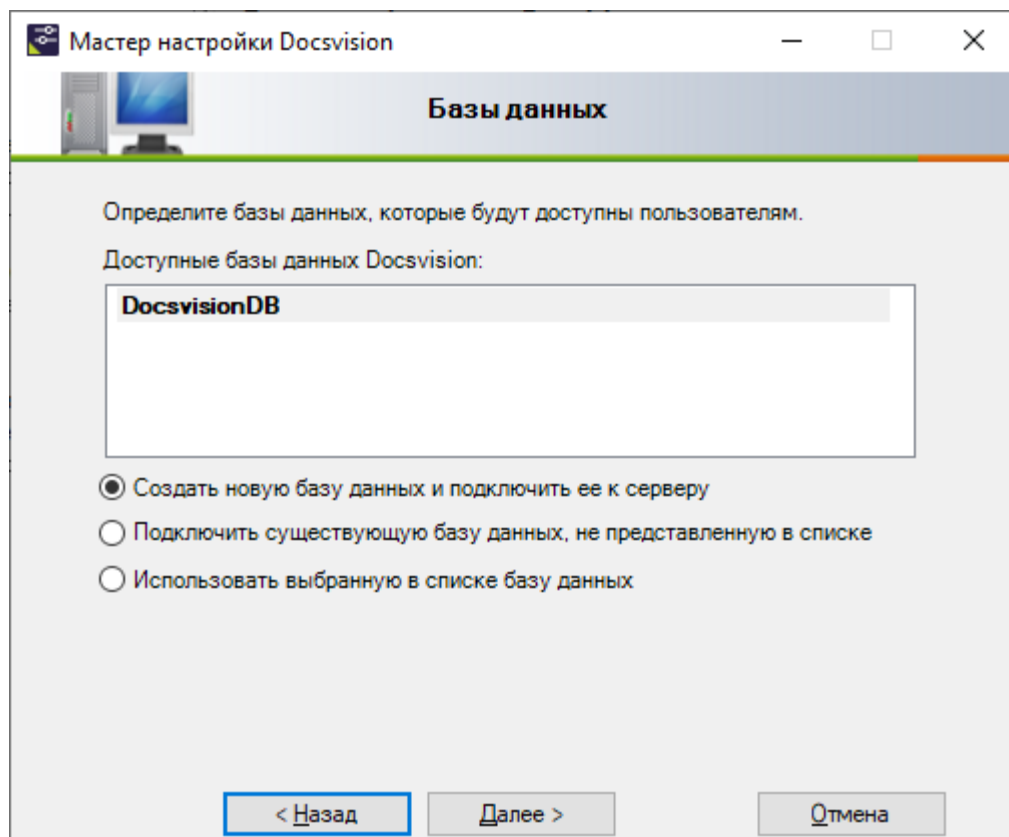 Мастер настройки Docsvision
Базы данных
Определите базы данных, которые будут доступны пользователям.
Доступные базы данных Docsvision:
DocsvisionDB
Создать новую базу данных и подключить ее к серверу
Подключить существующую базу данных, не представленную в списке
Использовать выбранную в списке базу данных
< Назад
Далее >
Отмена